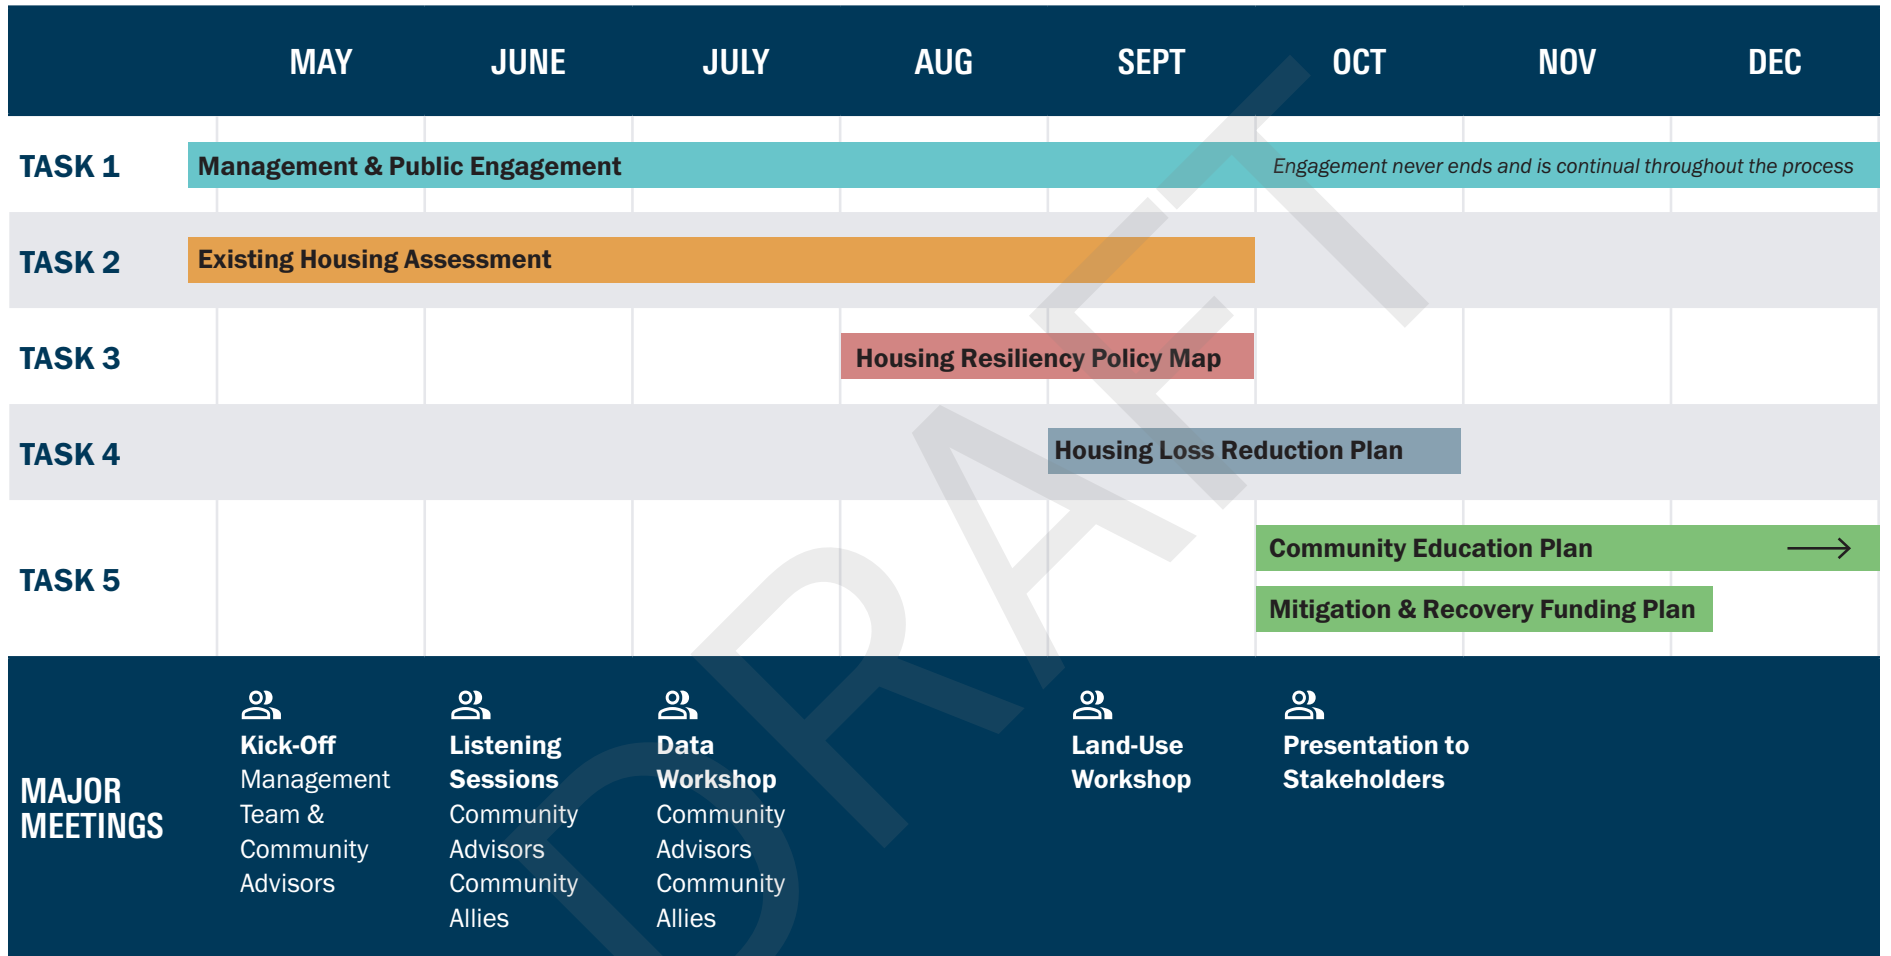 MAY JUNE JULY AUG SEPT OCT NOV DEC
TASK 1
Management & Public Engagement
Engagement never ends and is continual throughout the process
TASK 2
Existing Housing Assessment
TASK 3
Housing Resiliency Policy Map
TASK 4
Housing Loss Reduction Plan
TASK 5
Community Education Plan
Mitigation & Recovery Funding Plan
MAJOR
MEETINGS
Kick-Off
Management
Team &
Community
Advisors
Listening
Sessions
Community
Advisors
Community
Allies
Data
Workshop
Community
Advisors
Community
Allies
Land-Use
Workshop
Presentation to
Stakeholders
DRAFT